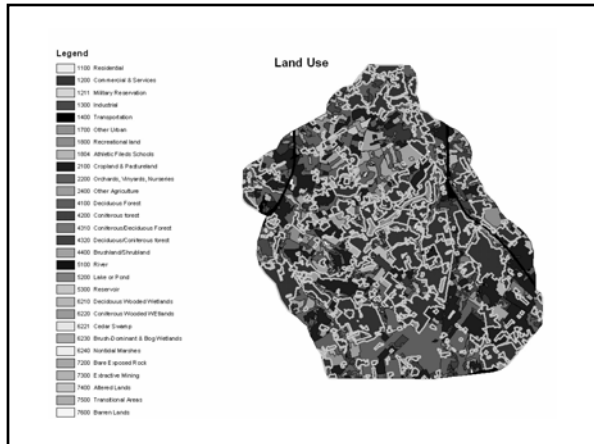 Legend
Land Use
1100 Residential
1200 Commercial & Services
1211 Military Reservation
1300 Industrial
1400 Transportation
1700 Other Urban
1800 Recreational land
1804 Athletic Fileds Schools
2100 Cropland & Pastureland
2200 Orchards, Vinyards, Nurseries
2400 Other Agriculture
4100 Deciduous Forest
4200 Coniferous forest
4310 Coniferous/Deciduous Forest
4320 Deciduous/Coniferous forest
4400 Brushland/Shrubland
5100 River
5200 Lake or Pond
5300 Reservoir
6210 Deciduous Wooded Wetlands
6220 Coniferous Wooded WEtlands
6221 Cedar Swamp
6230 Brush-Dominant & Bog Wetlands
6240 Nontidal Marshes
7200 Bare Exposed Rock
7300 Extractive Mining
7400 Altered Lands
7500 Transitional Areas
7600 Barren Lands